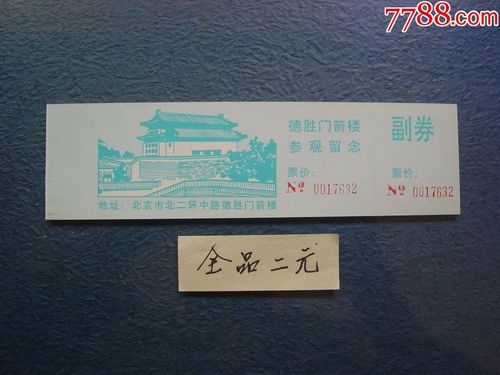 7788.com
德胜门箭楼
参观留念
票价：
№ 0017632
地址：北京市北二环中路德胜门箭楼
副券
票价：
№ 0017632
全品二元